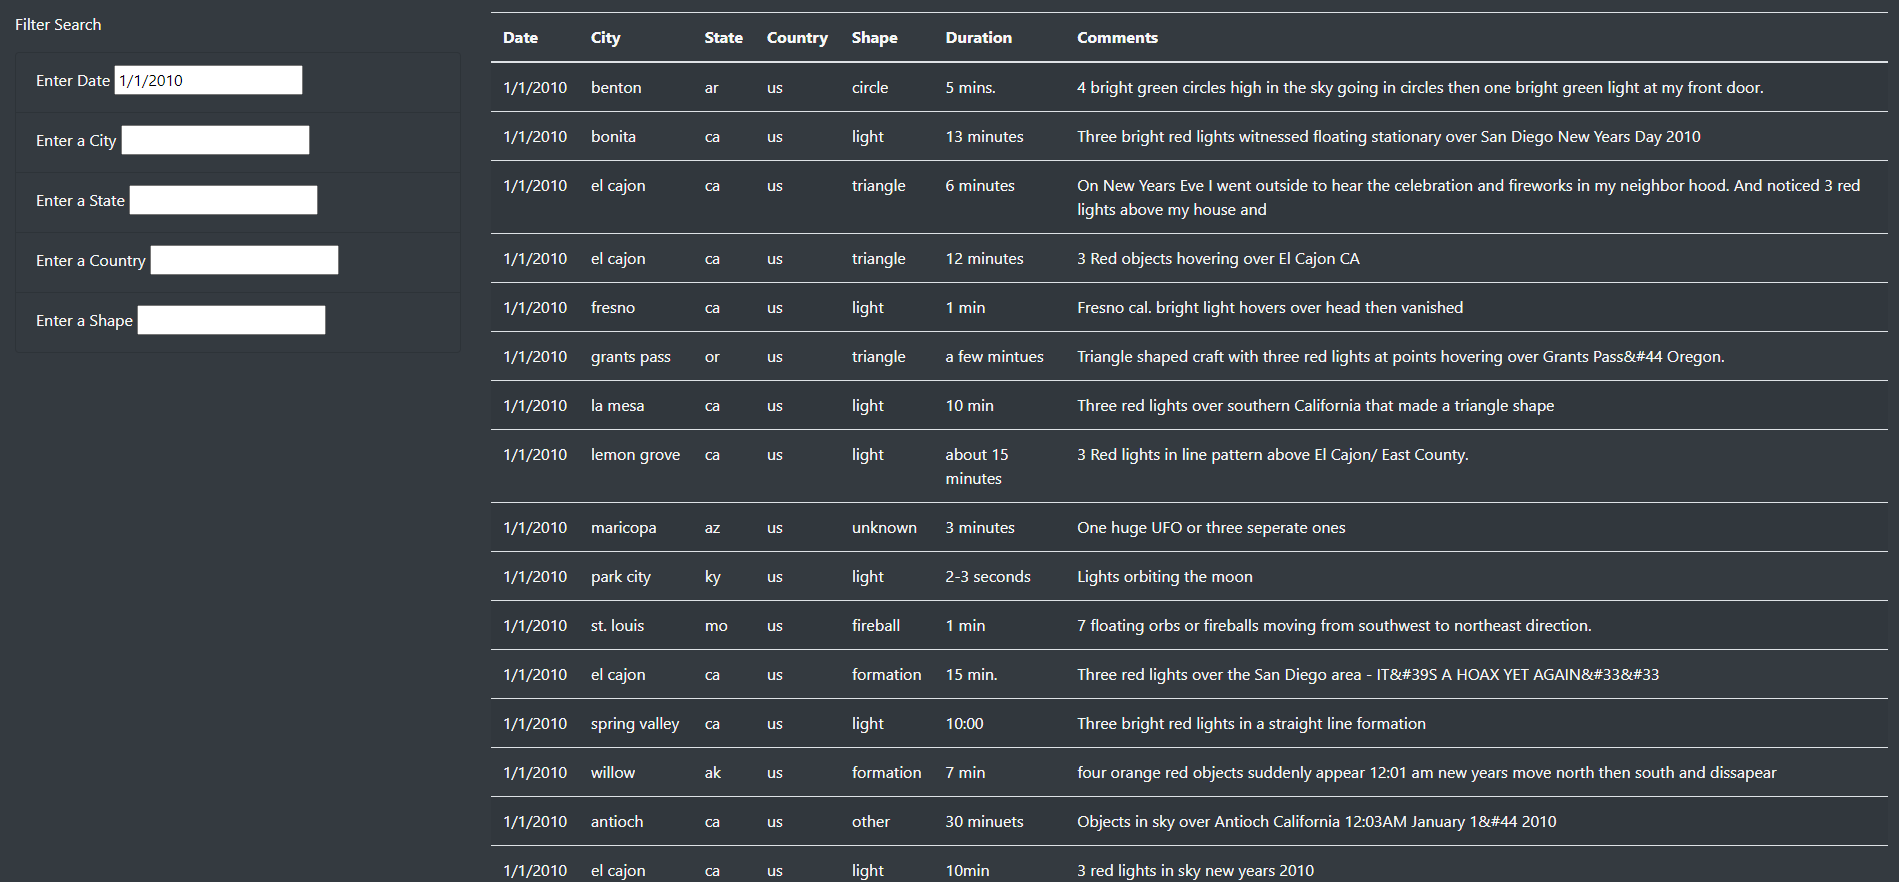 Filter Search
Enter Date 1/1/2010
Enter a City
Enter a State
Enter a Country
Enter a Shape
Date City State Country Shape Duration Comments
1/1/2010 benton ar us circle 5 mins. 4 bright green circles high in the sky going in circles then one bright green light at my front door.
1/1/2010 bonita ca us light 13 minutes Three bright red lights witnessed floating stationary over San Diego New Years Day 2010
1/1/2010 el cajon ca us triangle 6 minutes On New Years Eve I went outside to hear the celebration and fireworks in my neighbor hood. And noticed 3 red
lights above my house and
1/1/2010 el cajon ca us triangle 12 minutes 3 Red objects hovering over El Cajon CA
1/1/2010 fresno ca us light 1 min Fresno cal. bright light hovers over head then vanished
1/1/2010 grants pass or us triangle a few mintues Triangle shaped craft with three red lights at points hovering over Grants Pass&#44 Oregon.
1/1/2010 la mesa ca us light 10 min Three red lights over southern California that made a triangle shape
1/1/2010 lemon grove ca us light about 15 3 Red lights in line pattern above El Cajon/ East County.
minutes
1/1/2010 maricopa az us unknown 3 minutes One huge UFO or three seperate ones
1/1/2010 park city ky us light 2-3 seconds Lights orbiting the moon
1/1/2010 st. louis mo us fireball 1 min 7 floating orbs or fireballs moving from southwest to northeast direction.
1/1/2010 el cajon ca us formation 15 min. Three red lights over the San Diego area - IT&#39S A HOAX YET AGAIN&#33&#33
1/1/2010 spring valley ca us light 10:00 Three bright red lights in a straight line formation
1/1/2010 willow ak us formation 7 min four orange red objects suddenly appear 12:01 am new years move north then south and dissapear
1/1/2010 antioch ca us other 30 minuets Objects in sky over Antioch California 12:03AM January 1&#44 2010
1/1/2010 el cajon ca us light 10min 3 red lights in sky new years 2010